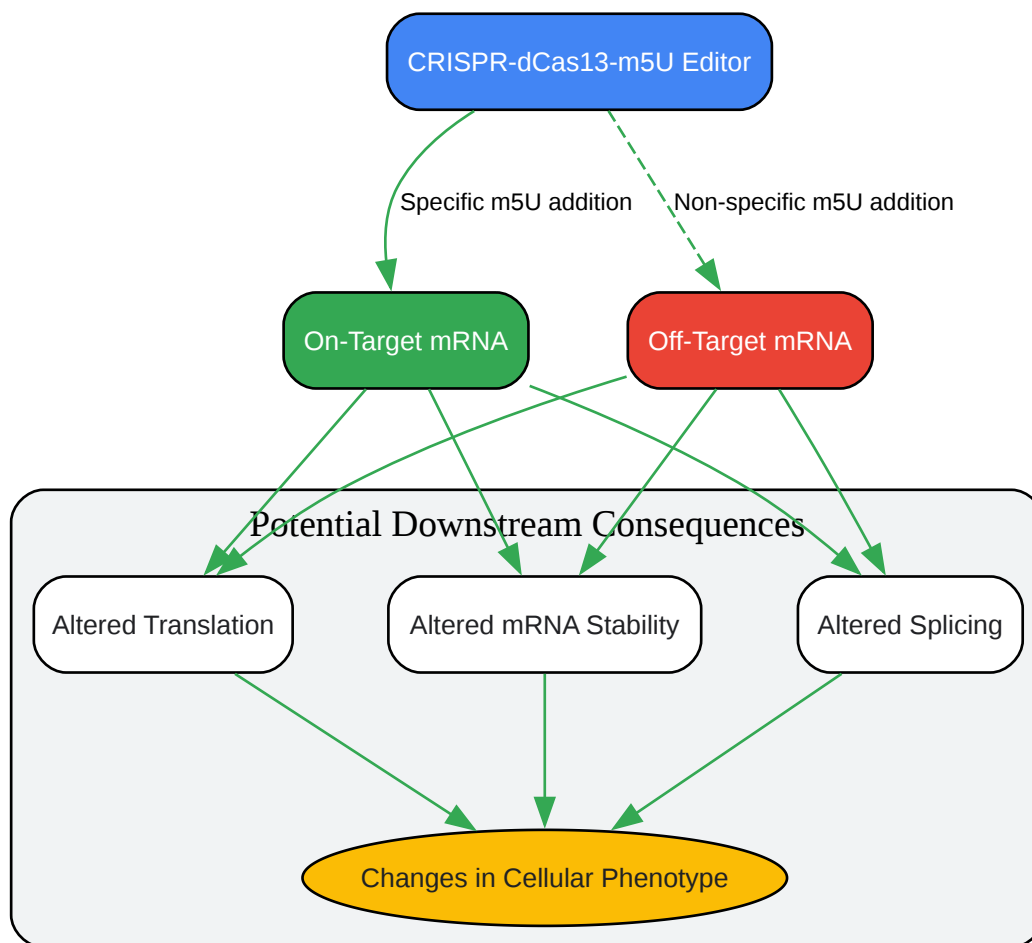 CRISPR-dCas13-m5U Editor
Specific m5U addition
Non-specific m5U addition
On-Target mRNA
Off-Target mRNA
Potential Downstream Consequences
Altered Translation
Altered mRNA Stability
Altered Splicing
Changes in Cellular Phenotype